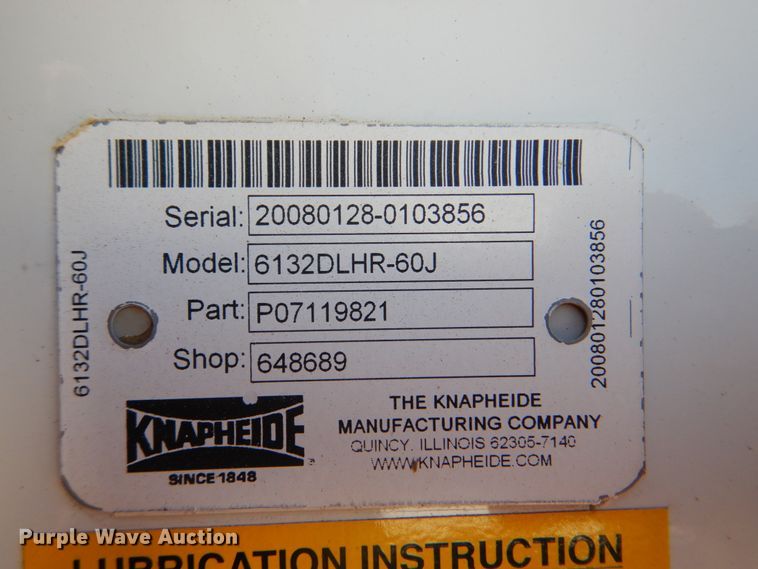 Serial: 20080128-0103856
Model: 6132DLHR-60J
Part: P07119821
Shop: 648689
6132DLHR-60J
200801280103856
KNAPHEIDE
SINCE 1848
THE KNAPHEIDE
MANUFACTURING COMPANY
QUINCY, ILLINOIS 62305-7140
WWW.KNAPHEIDE.COM
Purple Wave Auction
LUBRICATION INSTRUCTION